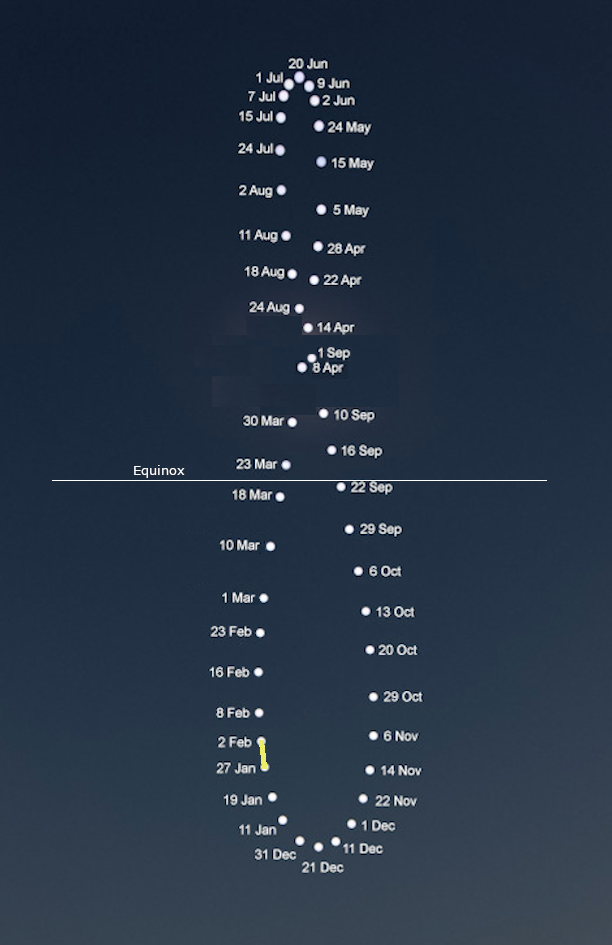 20 Jun
1 Jul
9 Jun
7 Jul
2 Jun
15 Jul
24 May
24 Jul
15 May
2 Aug
5 May
11 Aug
28 Apr
18 Aug
22 Apr
24 Aug
14 Apr
1 Sep
8 Apr
10 Sep
30 Mar
16 Sep
23 Mar
Equinox
22 Sep
18 Mar
29 Sep
10 Mar
6 Oct
1 Mar
13 Oct
23 Feb
20 Oct
16 Feb
29 Oct
8 Feb
6 Nov
2 Feb
27 Jan
14 Nov
19 Jan
22 Nov
11 Jan
1 Dec
31 Dec
11 Dec
21 Dec